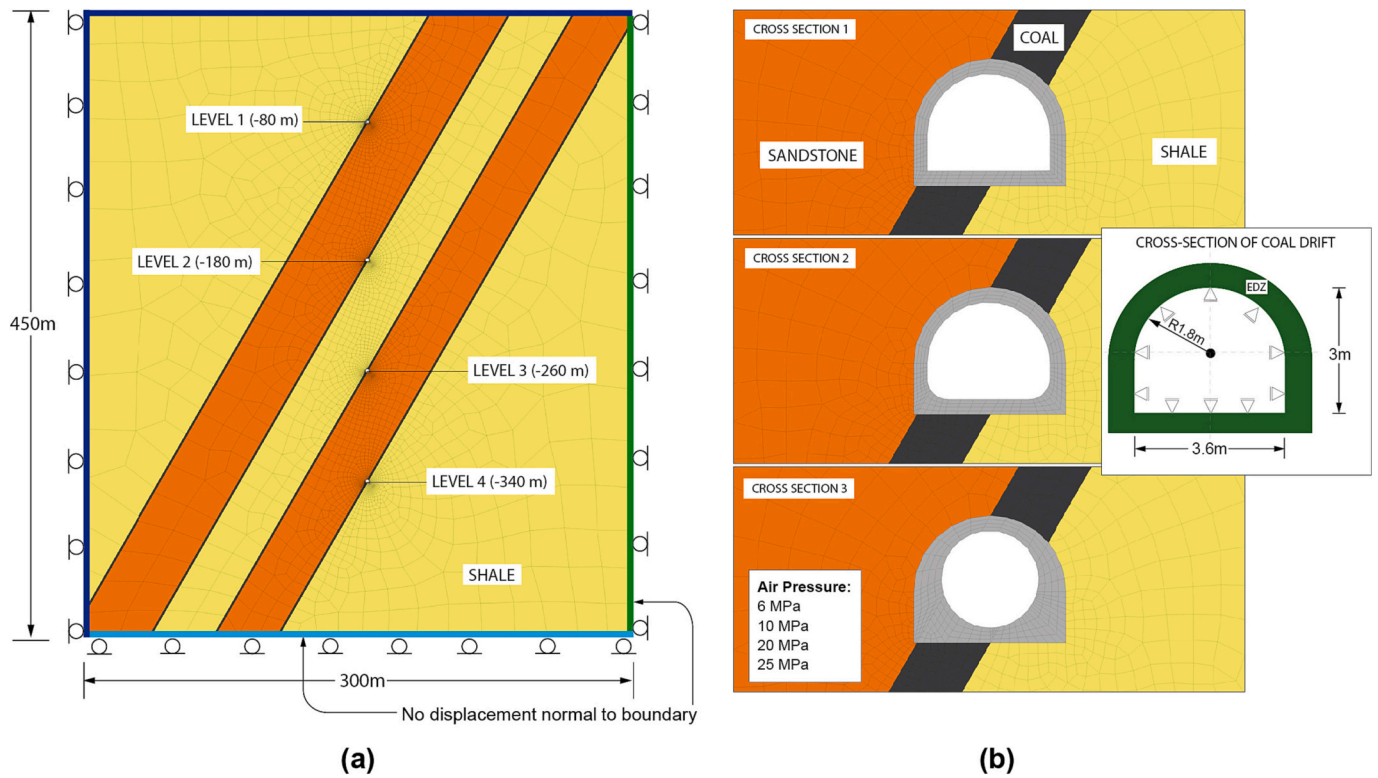 LEVEL 1 (-80 m)
LEVEL 2 (-180 m)
450m
LEVEL 3 (-260 m)
LEVEL 4 (-340 m)
SHALE
300m
No displacement normal to boundary
(a)
CROSS SECTION 1
COAL
SANDSTONE
SHALE
CROSS SECTION 2
CROSS-SECTION OF COAL DRIFT
EDZ
R1.8m
3m
3.6m
CROSS SECTION 3
Air Pressure:
6 MPa
10 MPa
20 MPa
25 MPa
(b)